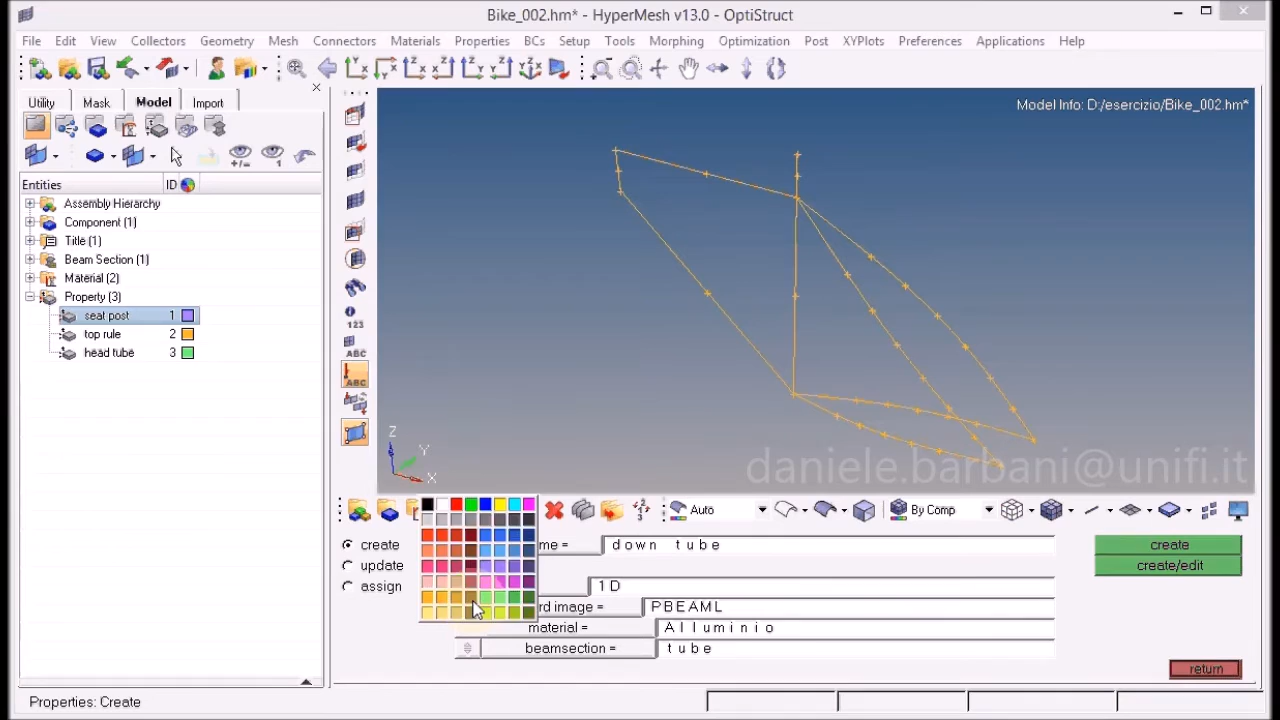 Bike_002.hm* - HyperMesh v13.0 - OptiStruct
File Edit View Collectors Geometry Mesh Connectors Materials Properties BCs Setup Tools Morphing Optimization Post XYPlots Preferences Applications Help
Utility Mask Model Import
Entities ID
Assembly Hierarchy
Component (1)
Title (1)
Beam Section (1)
Material (2)
Property (3)
seat post 1
top rule 2
head tube 3
123
ABC
ABC
Model Info: D:/esercizio/Bike_002.hm*
Z
Y
X
daniele.barbani@unifi.it
Auto
By Comp
create
update
assign
me = down tube
1D
rd image = PBEAML
material = Alluminio
beamsection = tube
create
create/edit
return
Properties: Create